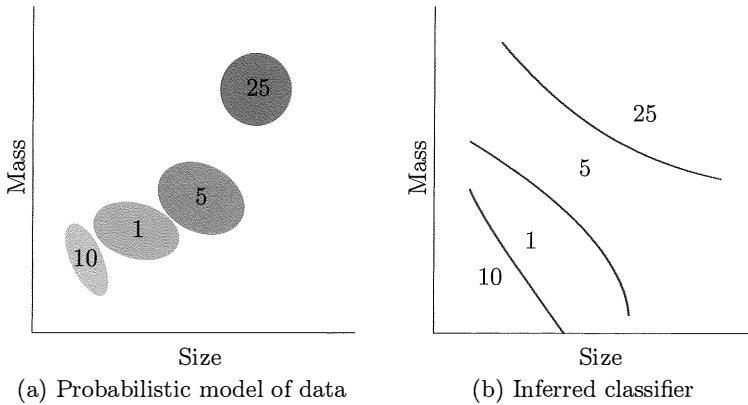 Mass
25
5
1
10
Size
(a) Probabilistic model of data
Mass
25
5
1
10
Size
(b) Inferred classifier